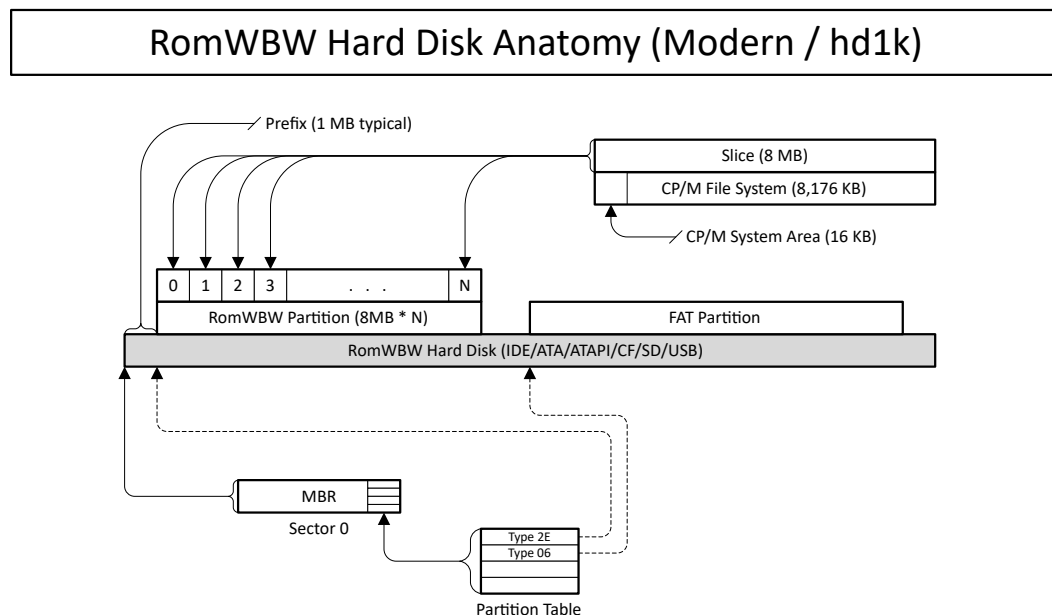 RomWBW Hard Disk Anatomy (Modern / hd1k)
Prefix (1 MB typical)
Slice (8 MB)
CP/M File System (8,176 KB)
CP/M System Area (16 KB)
0 1 2 3 . . . N
RomWBW Partition (8MB * N)
FAT Partition
RomWBW Hard Disk (IDE/ATA/ATAPI/CF/SD/USB)
MBR
Sector 0
Type 2E
Type 06
Partition Table